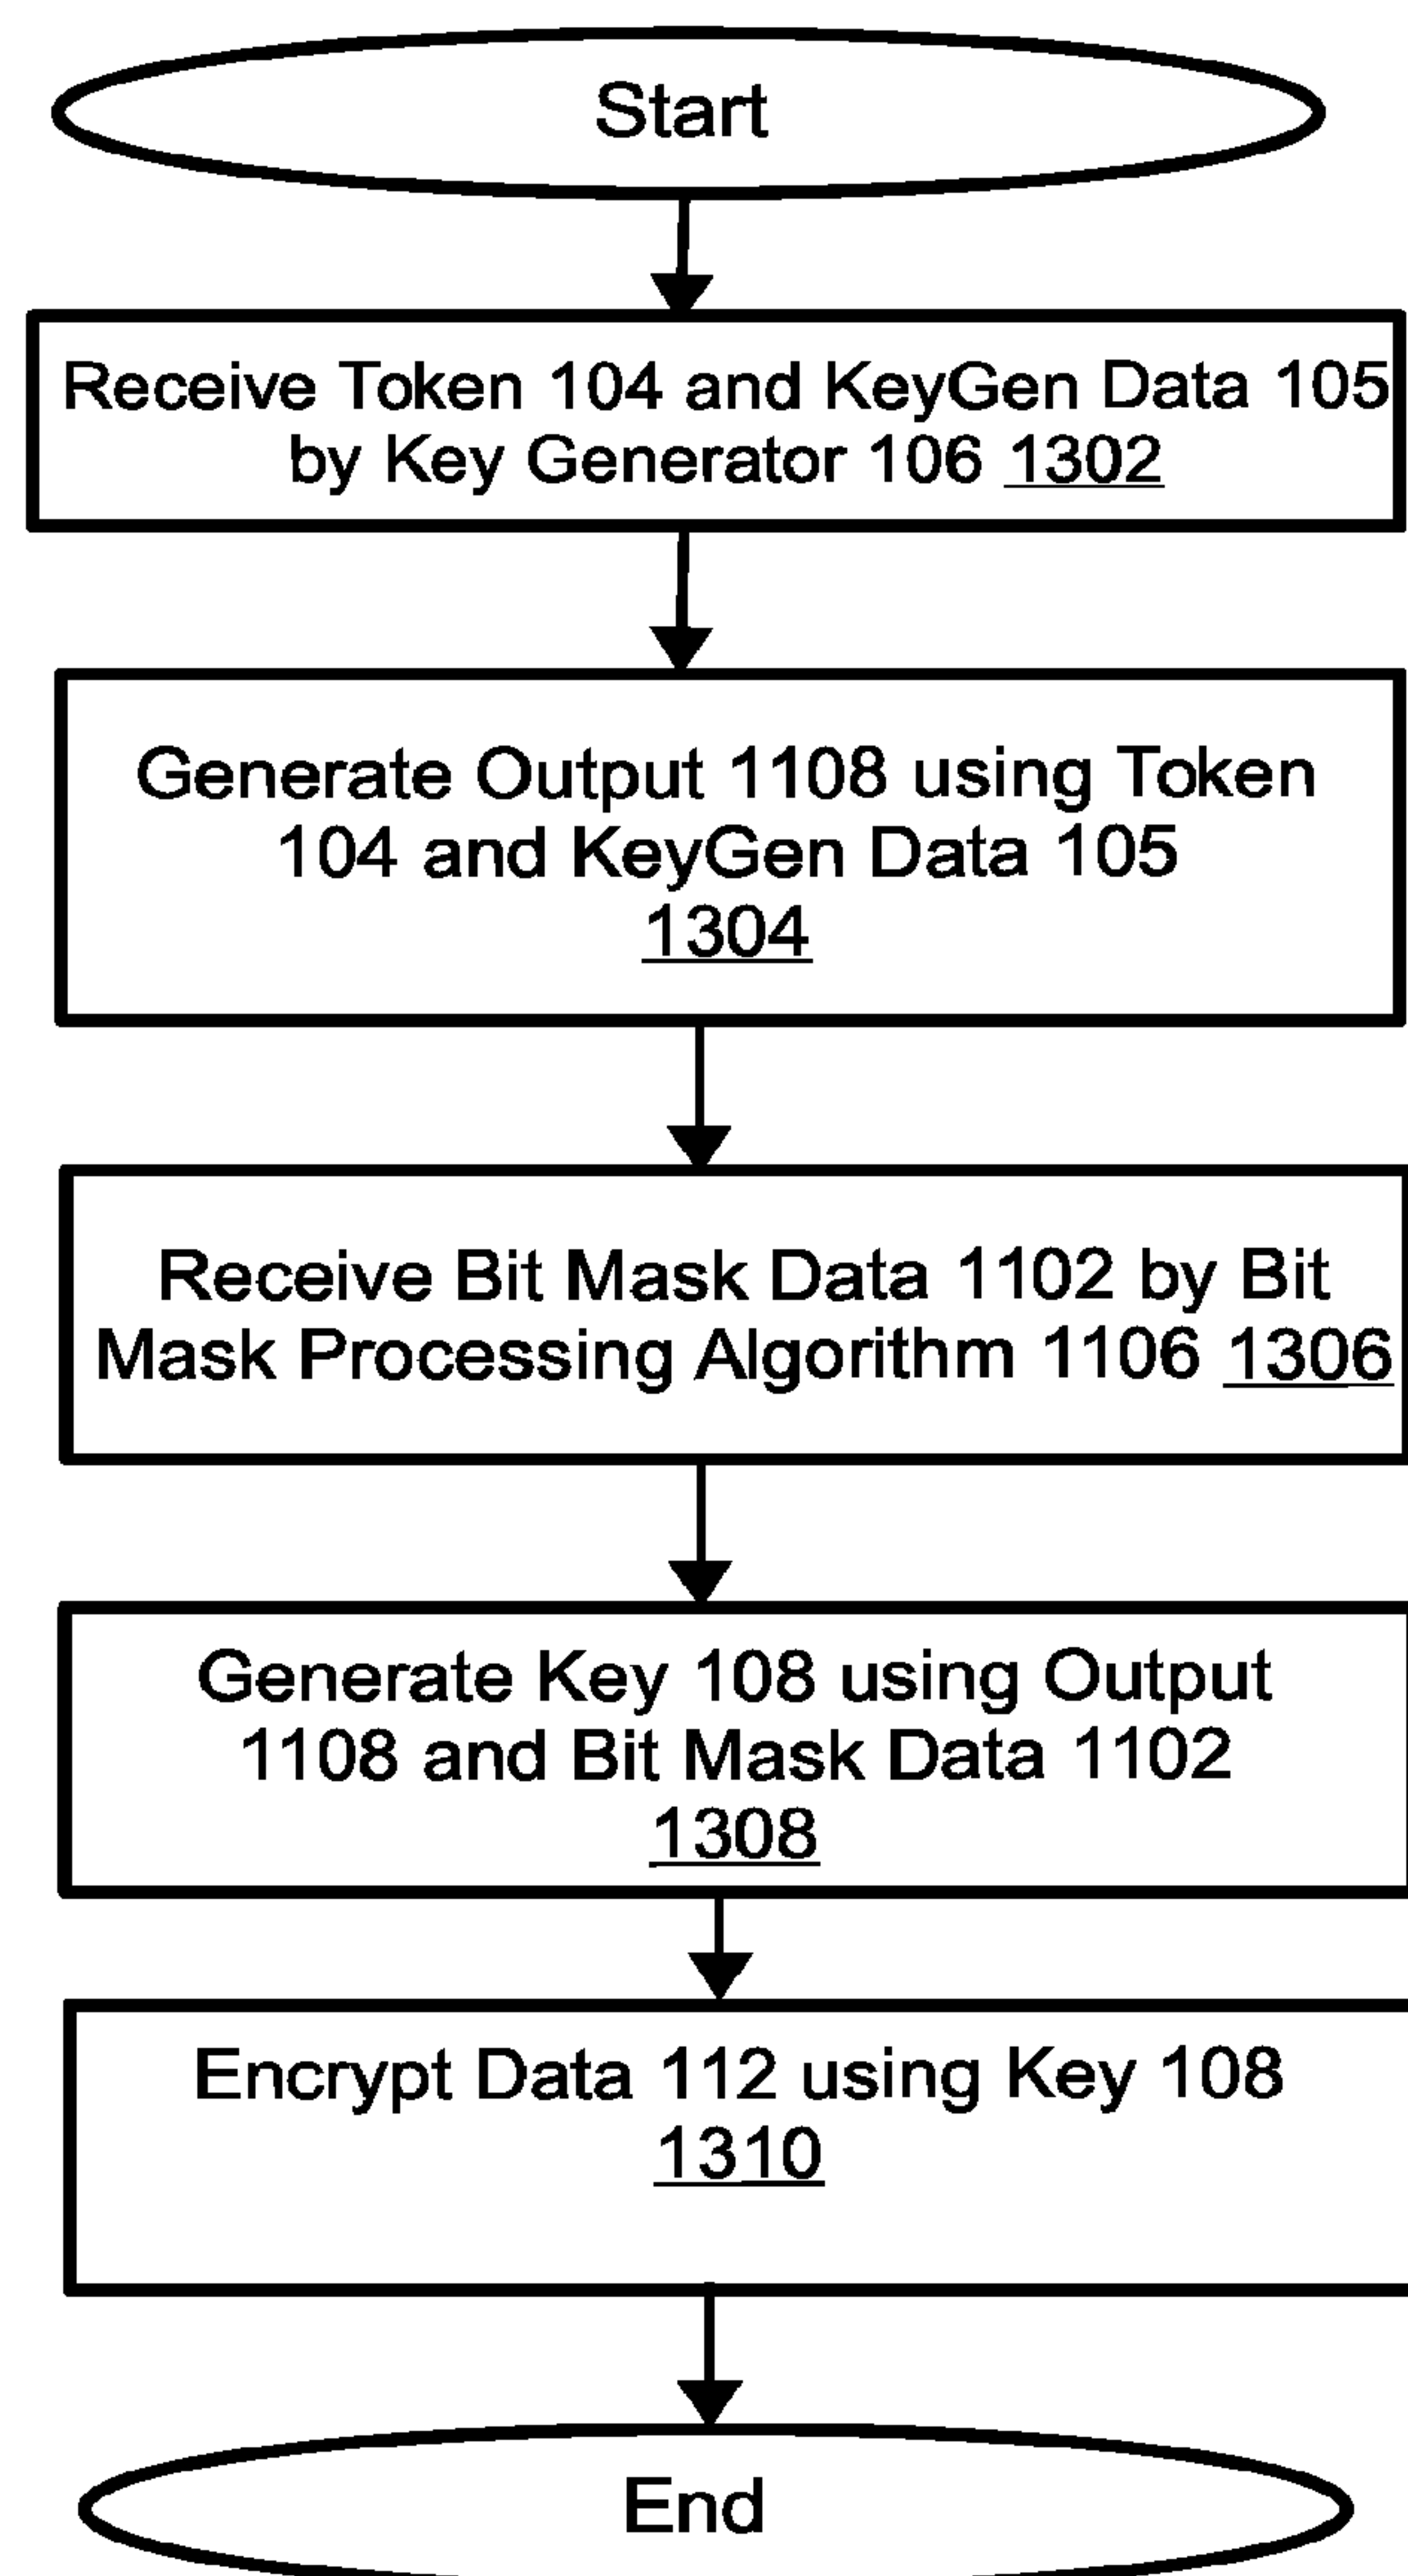 Start
Receive Token 104 and KeyGen Data 105
by Key Generator 106 1302
Generate Output 1108 using Token
104 and KeyGen Data 105
1304
Receive Bit Mask Data 1102 by Bit
Mask Processing Algorithm 1106 1306
Generate Key 108 using Output
1108 and Bit Mask Data 1102
1308
Encrypt Data 112 using Key 108
1310
End